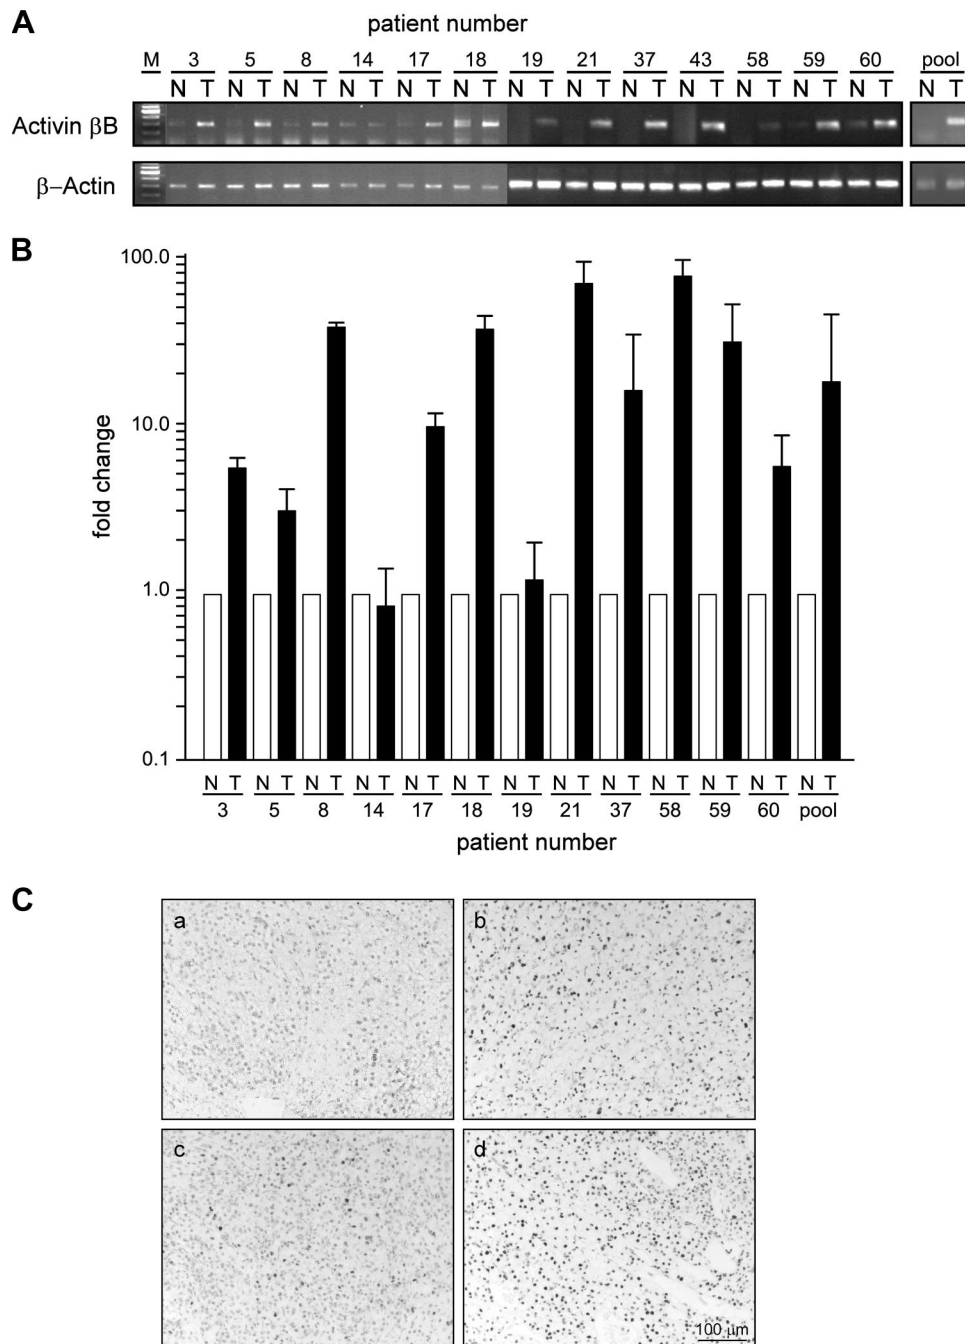 A
patient number
M 3 5 8 14 17 18 19 21 37 43 58 59 60 pool
N T N T N T N T N T N T N T N T N T N T N T N T N T N T
Activin βB
β–Actin
B
100.0
10.0
1.0
0.1
fold change
N T N T N T N T N T N T N T N T N T N T N T N T N T
3 5 8 14 17 18 19 21 37 58 59 60 pool
patient number
C
a
b
c
d
100 µm